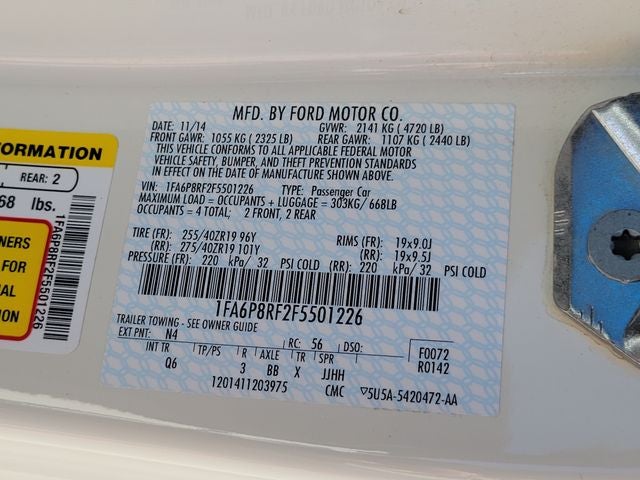 MFD. BY FORD MOTOR CO.
DATE: 11/14 GVWR: 2141 KG ( 4720 LB)
FRONT GAWR: 1055 KG ( 2325 LB) REAR GAWR: 1107 KG ( 2440 LB)
THIS VEHICLE CONFORMS TO ALL APPLICABLE FEDERAL MOTOR
VEHICLE SAFETY, BUMPER, AND THEFT PREVENTION STANDARDS
IN EFFECT ON THE DATE OF MANUFACTURE SHOWN ABOVE.
VIN: 1FA6P8RF2F5501226 TYPE: Passenger Car
MAXIMUM LOAD = OCCUPANTS + LUGGAGE = 303KG/ 668LB
OCCUPANTS = 4 TOTAL; 2 FRONT, 2 REAR
TIRE (FR): 255/40ZR19 96Y RIMS (FR): 19x9.0J
(RR): 275/40ZR19 101Y (RR): 19x9.5J
PRESSURE (FR): 220 kPa/ 32 PSI COLD (RR): 220 kPa/ 32 PSI COLD
1FA6P8RF2F5501226
TRAILER TOWING - SEE OWNER GUIDE
EXT PNT: N4 RC: 56 DSO: F0072
R0142
INT TR TP/PS R AXLE TR SPR
Q6 3 BB X JJHH
1201411203975 CMC ▽5U5A-5420472-AA
FORMATION
REAR: 2
68 lbs.
NERS
FOR
AL
N
1FA6P8RF2F5501226